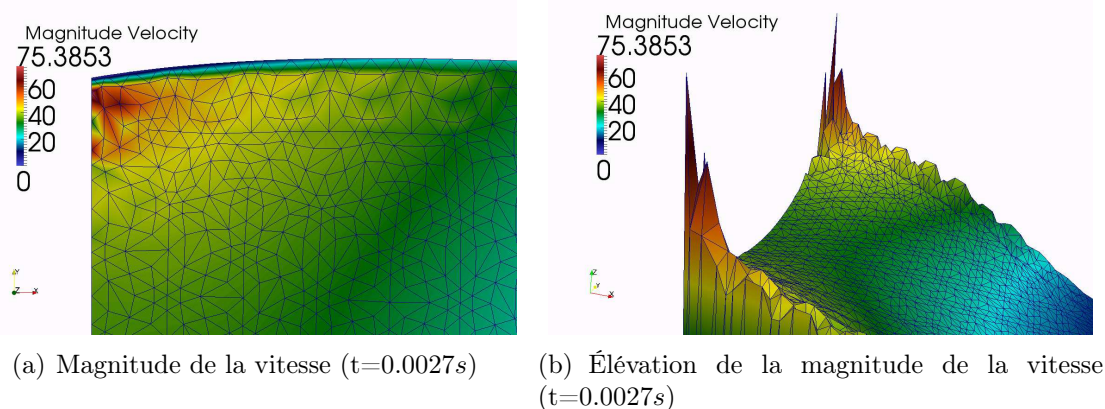 Magnitude Velocity
75.3853
60
40
20
0
Y
Z
X
(a) Magnitude de la vitesse (t=0.0027s)
Magnitude Velocity
75.3853
60
40
20
0
Z
Y
X
(b) Élévation de la magnitude de la vitesse
(t=0.0027s)